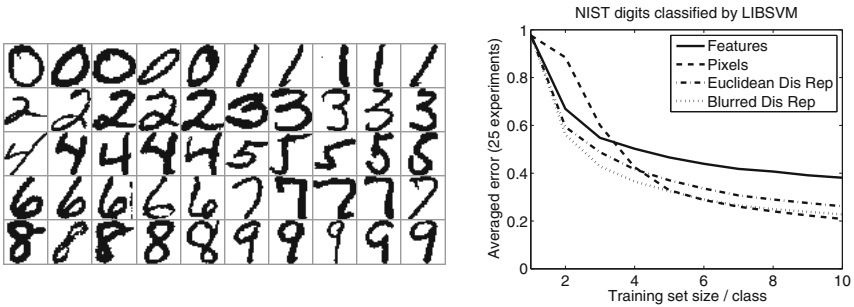 0 0 0 0 0 1 1 1 1 1
2 2 2 2 2 3 3 3 3 3
4 4 4 4 4 5 5 5 5 5
6 6 6 6 6 7 7 7 7 7
8 8 8 8 8 9 9 9 9 9
NIST digits classified by LIBSVM
Features
Pixels
Euclidean Dis Rep
Blurred Dis Rep
Averaged error (25 experiments)
1
0.8
0.6
0.4
0.2
0
2 4 6 8 10
Training set size / class